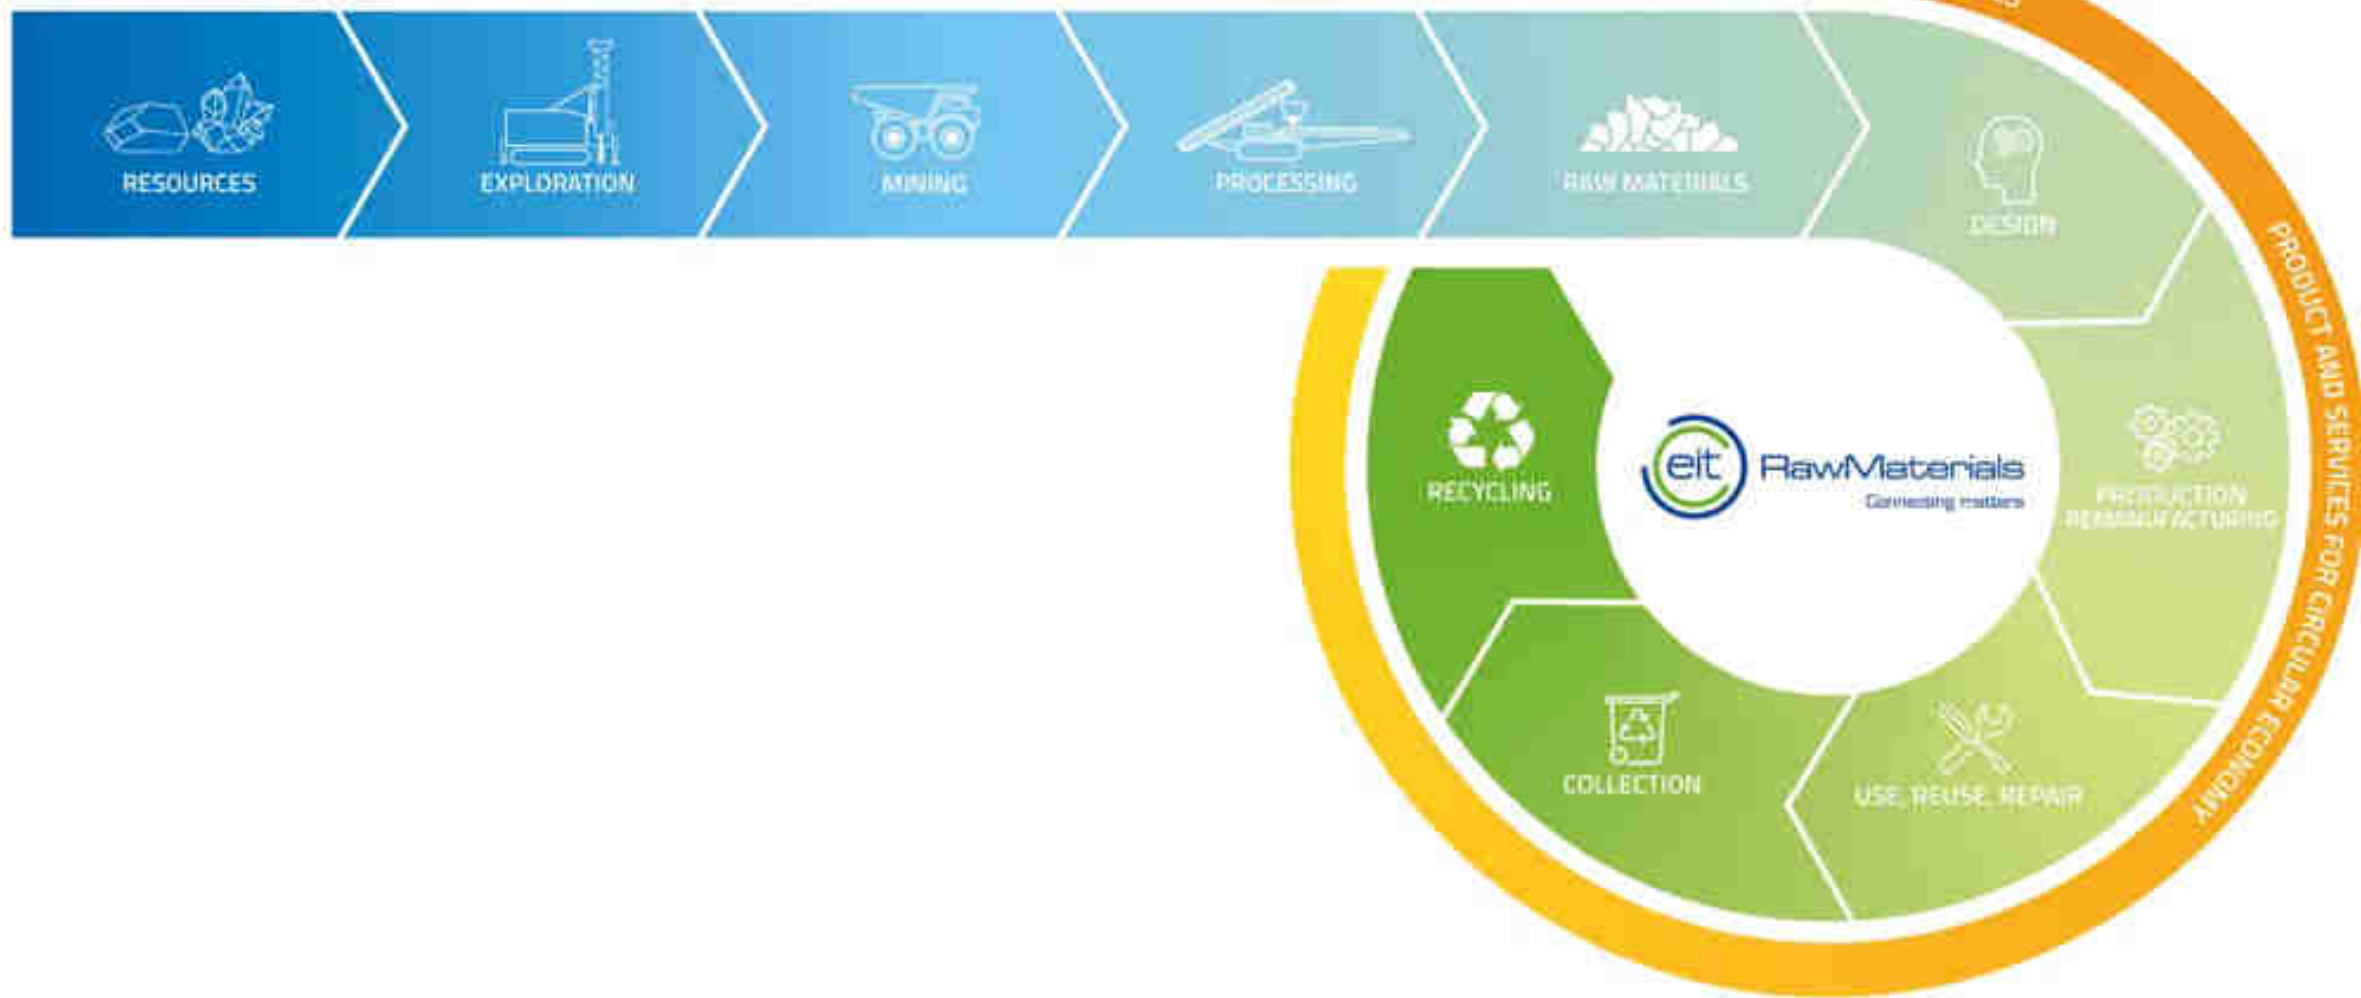 RESOURCES
EXPLORATION
MINING
PROCESSING
RAW MATERIALS
DESIGN
PRODUCT AND SERVICES FOR CIRCULAR ECONOMY
PRODUCTION
REMANUFACTURING
USE, REUSE, REPAIR
COLLECTION
RECYCLING
eit RawMaterials
Connecting matters